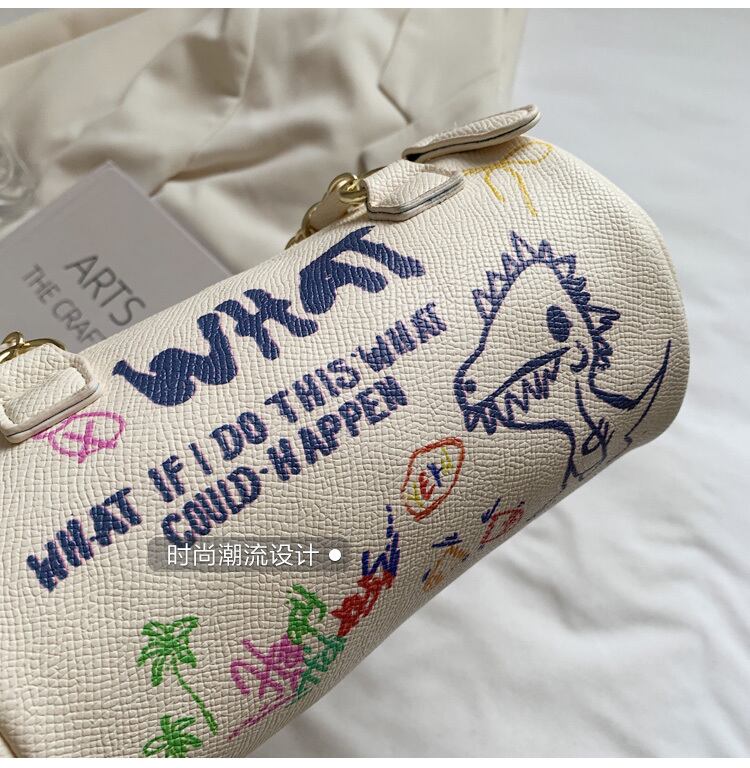 ARTS
THE CRAF
WHAT
WHAT IF I DO THIS WHAT
COULD-HAPPEN
时尚潮流设计